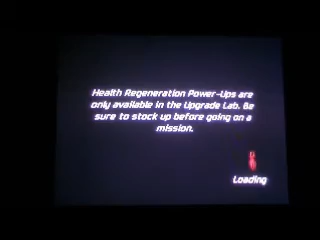 Health Regeneration Power-Ups are
only available in the Upgrade Lab. Be
sure to stock up before going on a
mission.
Loading